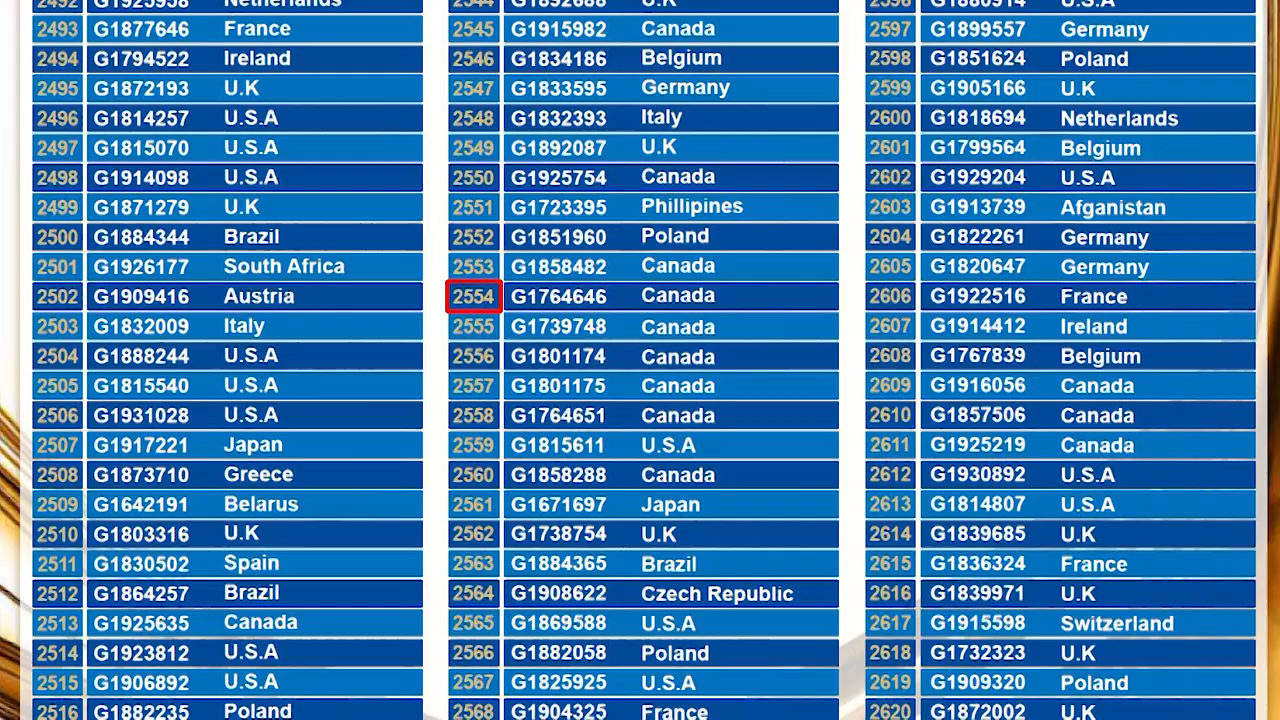 2492 G1925958 Netherlands
2493 G1877646 France
2494 G1794522 Ireland
2495 G1872193 U.K
2496 G1814257 U.S.A
2497 G1815070 U.S.A
2498 G1914098 U.S.A
2499 G1871279 U.K
2500 G1884344 Brazil
2501 G1926177 South Africa
2502 G1909416 Austria
2503 G1832009 Italy
2504 G1888244 U.S.A
2505 G1815540 U.S.A
2506 G1931028 U.S.A
2507 G1917221 Japan
2508 G1873710 Greece
2509 G1642191 Belarus
2510 G1803316 U.K
2511 G1830502 Spain
2512 G1864257 Brazil
2513 G1925635 Canada
2514 G1923812 U.S.A
2515 G1906892 U.S.A
2516 G1882235 Poland
2544 G1892688 U.K
2545 G1915982 Canada
2546 G1834186 Belgium
2547 G1833595 Germany
2548 G1832393 Italy
2549 G1892087 U.K
2550 G1925754 Canada
2551 G1723395 Phillipines
2552 G1851960 Poland
2553 G1858482 Canada
2554 G1764646 Canada
2555 G1739748 Canada
2556 G1801174 Canada
2557 G1801175 Canada
2558 G1764651 Canada
2559 G1815611 U.S.A
2560 G1858288 Canada
2561 G1671697 Japan
2562 G1738754 U.K
2563 G1884365 Brazil
2564 G1908622 Czech Republic
2565 G1869588 U.S.A
2566 G1882058 Poland
2567 G1825925 U.S.A
2568 G1904325 France
2596 G1880914 U.S.A
2597 G1899557 Germany
2598 G1851624 Poland
2599 G1905166 U.K
2600 G1818694 Netherlands
2601 G1799564 Belgium
2602 G1929204 U.S.A
2603 G1913739 Afganistan
2604 G1822261 Germany
2605 G1820647 Germany
2606 G1922516 France
2607 G1914412 Ireland
2608 G1767839 Belgium
2609 G1916056 Canada
2610 G1857506 Canada
2611 G1925219 Canada
2612 G1930892 U.S.A
2613 G1814807 U.S.A
2614 G1839685 U.K
2615 G1836324 France
2616 G1839971 U.K
2617 G1915598 Switzerland
2618 G1732323 U.K
2619 G1909320 Poland
2620 G1872002 U.K